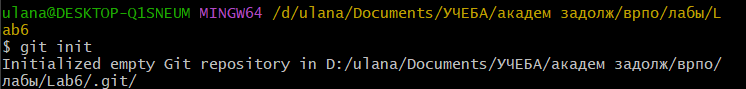 ulana@DESKTOP-Q1SNEUM MINGW64 /d/ulana/Documents/УЧЕБА/академ задолж/врпо/лабы/L
ab6
$ git init
Initialized empty Git repository in D:/ulana/Documents/УЧЕБА/академ задолж/врпо/
лабы/Lab6/.git/